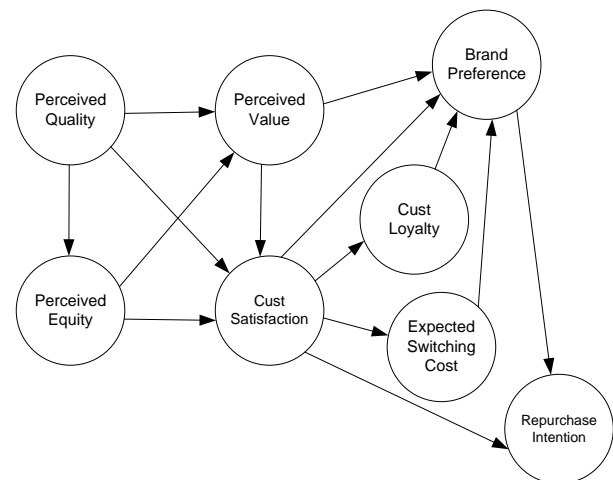 Brand
Preference
Perceived
Quality
Perceived
Value
Cust
Loyalty
Perceived
Equity
Cust
Satisfaction
Expected
Switching
Cost
Repurchase
Intention